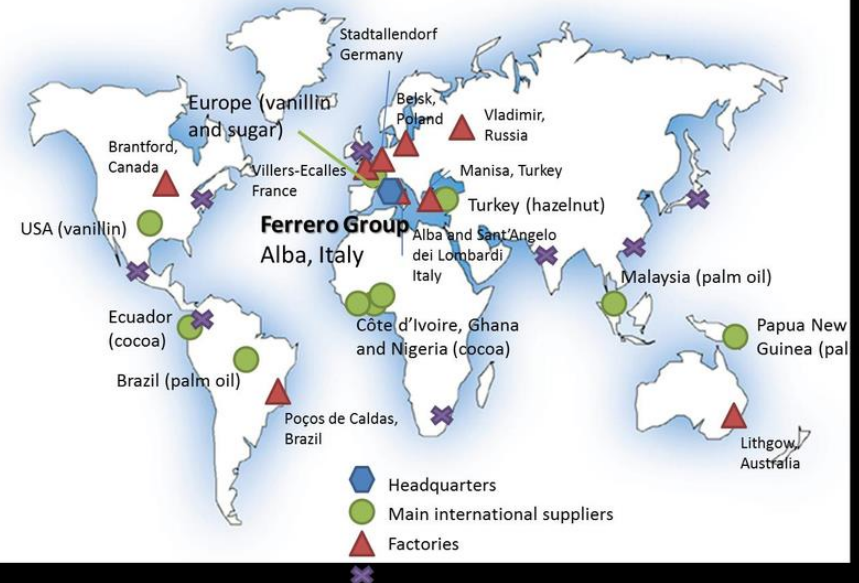 Stadtallendorf
Germany
Europe (vanillin
and sugar)
Belsk,
Poland
Vladimir,
Russia
Brantford,
Canada
Villers-Ecalles
France
Manisa, Turkey
Turkey (hazelnut)
USA (vanillin)
Ferrero Group
Alba, Italy
Alba and Sant'Angelo
dei Lombardi
Italy
Malaysia (palm oil)
Ecuador
(cocoa)
Côte d'Ivoire, Ghana
and Nigeria (cocoa)
Papua New
Guinea (pal
Brazil (palm oil)
Poços de Caldas,
Brazil
Lithgow,
Australia
Headquarters
Main international suppliers
Factories